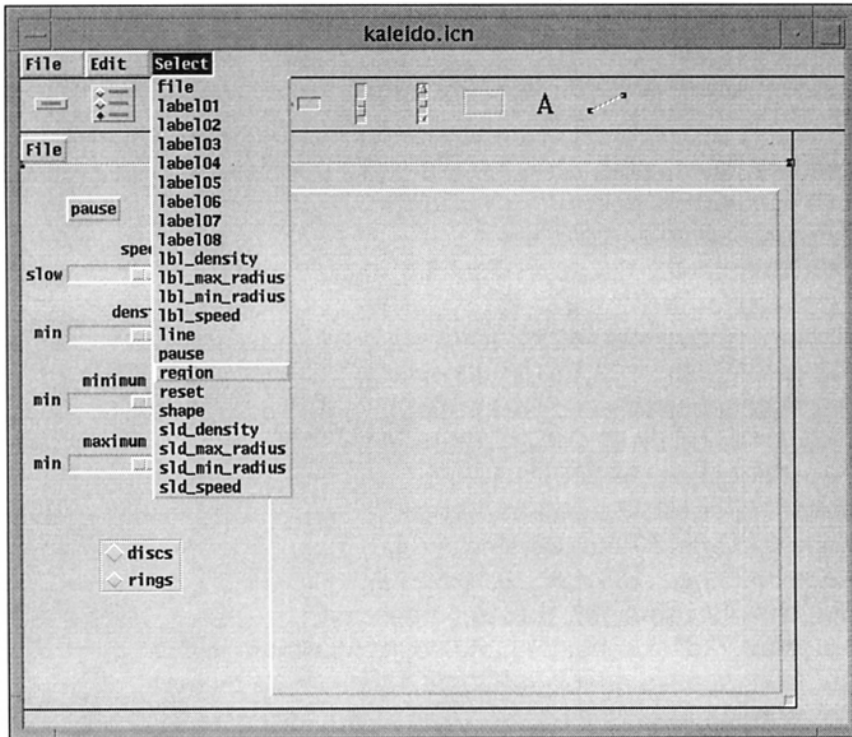 kaleido.icn
File Edit Select
file
label01
label02
label03
label04
label05
label06
label07
label08
lbl_density
lbl_max_radius
lbl_min_radius
lbl_speed
line
pause
region
reset
shape
sld_density
sld_max_radius
sld_min_radius
sld_speed
A
File
pause
slow
min
minimum
min
maximum
min
discs
rings